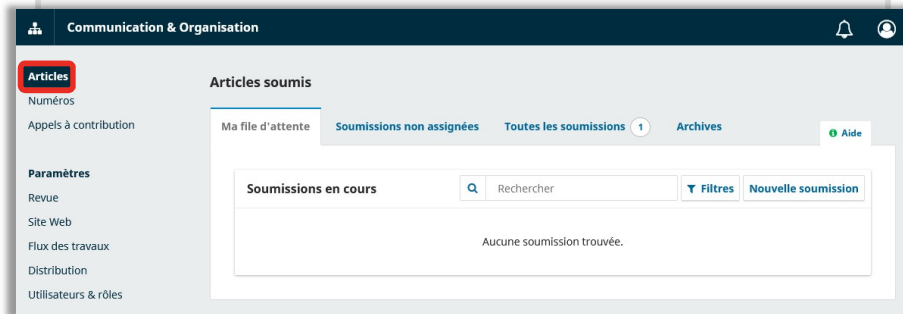 Communication & Organisation
Articles
Numéros
Appels à contribution
Paramètres
Revue
Site Web
Flux des travaux
Distribution
Utilisateurs & rôles
Articles soumis
Ma file d'attente Soumissions non assignées Toutes les soumissions 1 Archives Aide
Soumissions en cours Rechercher Filtres Nouvelle soumission
Aucune soumission trouvée.